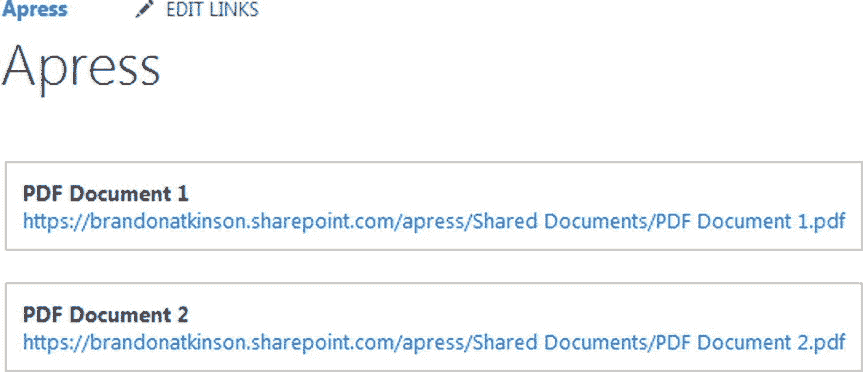 Apress EDIT LINKS
Apress
PDF Document 1
https://brandonatkinson.sharepoint.com/apress/Shared Documents/PDF Document 1.pdf
PDF Document 2
https://brandonatkinson.sharepoint.com/apress/Shared Documents/PDF Document 2.pdf